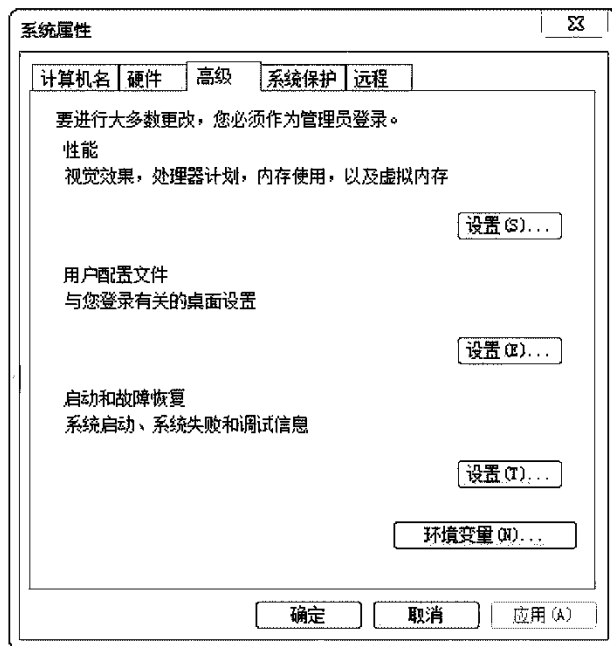 系统属性
计算机名 硬件 高级 系统保护 远程
要进行大多数更改，您必须作为管理员登录。
性能
视觉效果，处理器计划，内存使用，以及虚拟内存
设置(S)...
用户配置文件
与您登录有关的桌面设置
设置(E)...
启动和故障恢复
系统启动、系统失败和调试信息
设置(T)...
环境变量(N)...
确定 取消 应用(A)